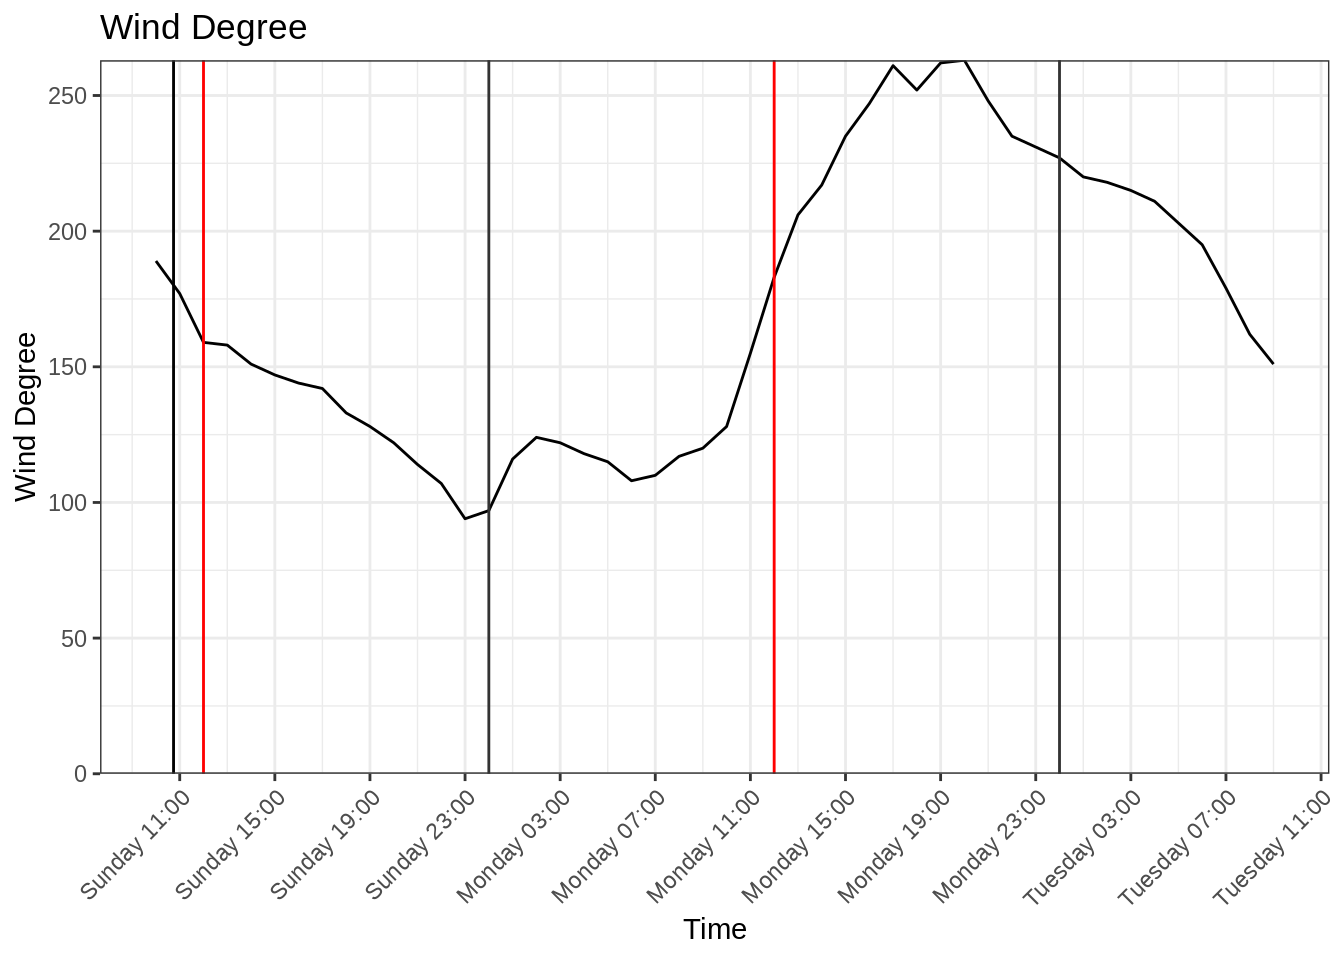 Wind Degree
Wind Degree
250
200
150
100
50
0
Sunday 11:00
Sunday 15:00
Sunday 19:00
Sunday 23:00
Monday 03:00
Monday 07:00
Monday 11:00
Monday 15:00
Monday 19:00
Monday 23:00
Tuesday 03:00
Tuesday 07:00
Tuesday 11:00
Time